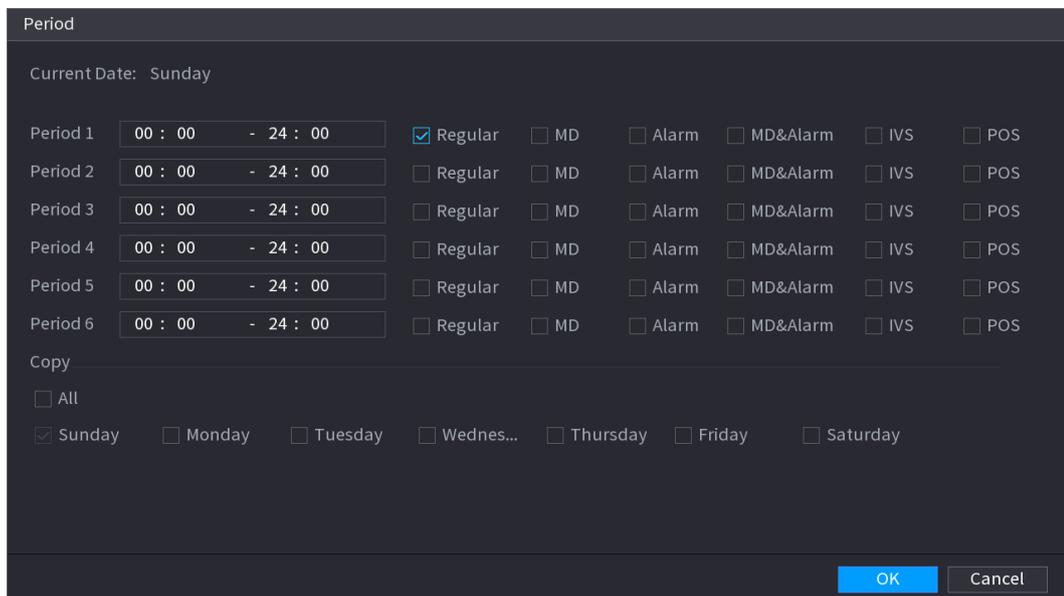 Period
Current Date: Sunday
Period 1 00 : 00 - 24 : 00 Regular MD Alarm MD&Alarm IVS POS
Period 2 00 : 00 - 24 : 00 Regular MD Alarm MD&Alarm IVS POS
Period 3 00 : 00 - 24 : 00 Regular MD Alarm MD&Alarm IVS POS
Period 4 00 : 00 - 24 : 00 Regular MD Alarm MD&Alarm IVS POS
Period 5 00 : 00 - 24 : 00 Regular MD Alarm MD&Alarm IVS POS
Period 6 00 : 00 - 24 : 00 Regular MD Alarm MD&Alarm IVS POS
Copy
All
Sunday Monday Tuesday Wednes... Thursday Friday Saturday
OK Cancel